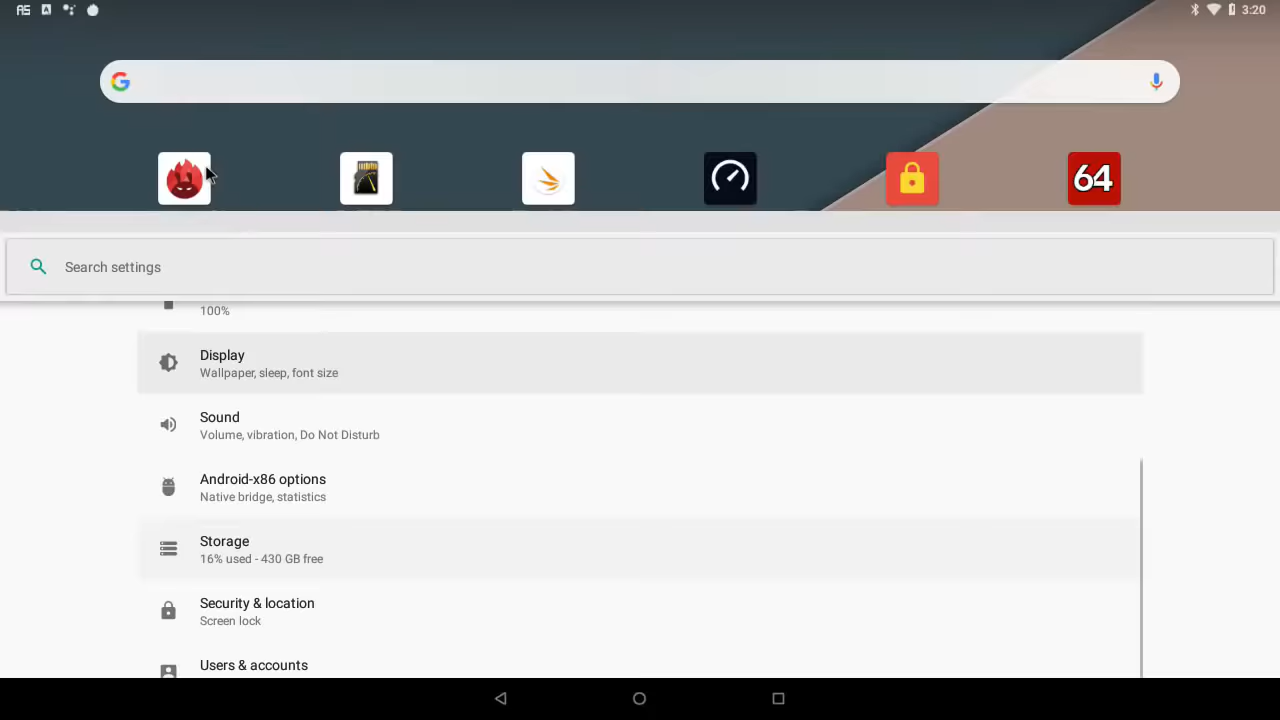 3:20
64
Search settings
100%
Display
Wallpaper, sleep, font size
Sound
Volume, vibration, Do Not Disturb
Android-x86 options
Native bridge, statistics
Storage
16% used - 430 GB free
Security & location
Screen lock
Users & accounts